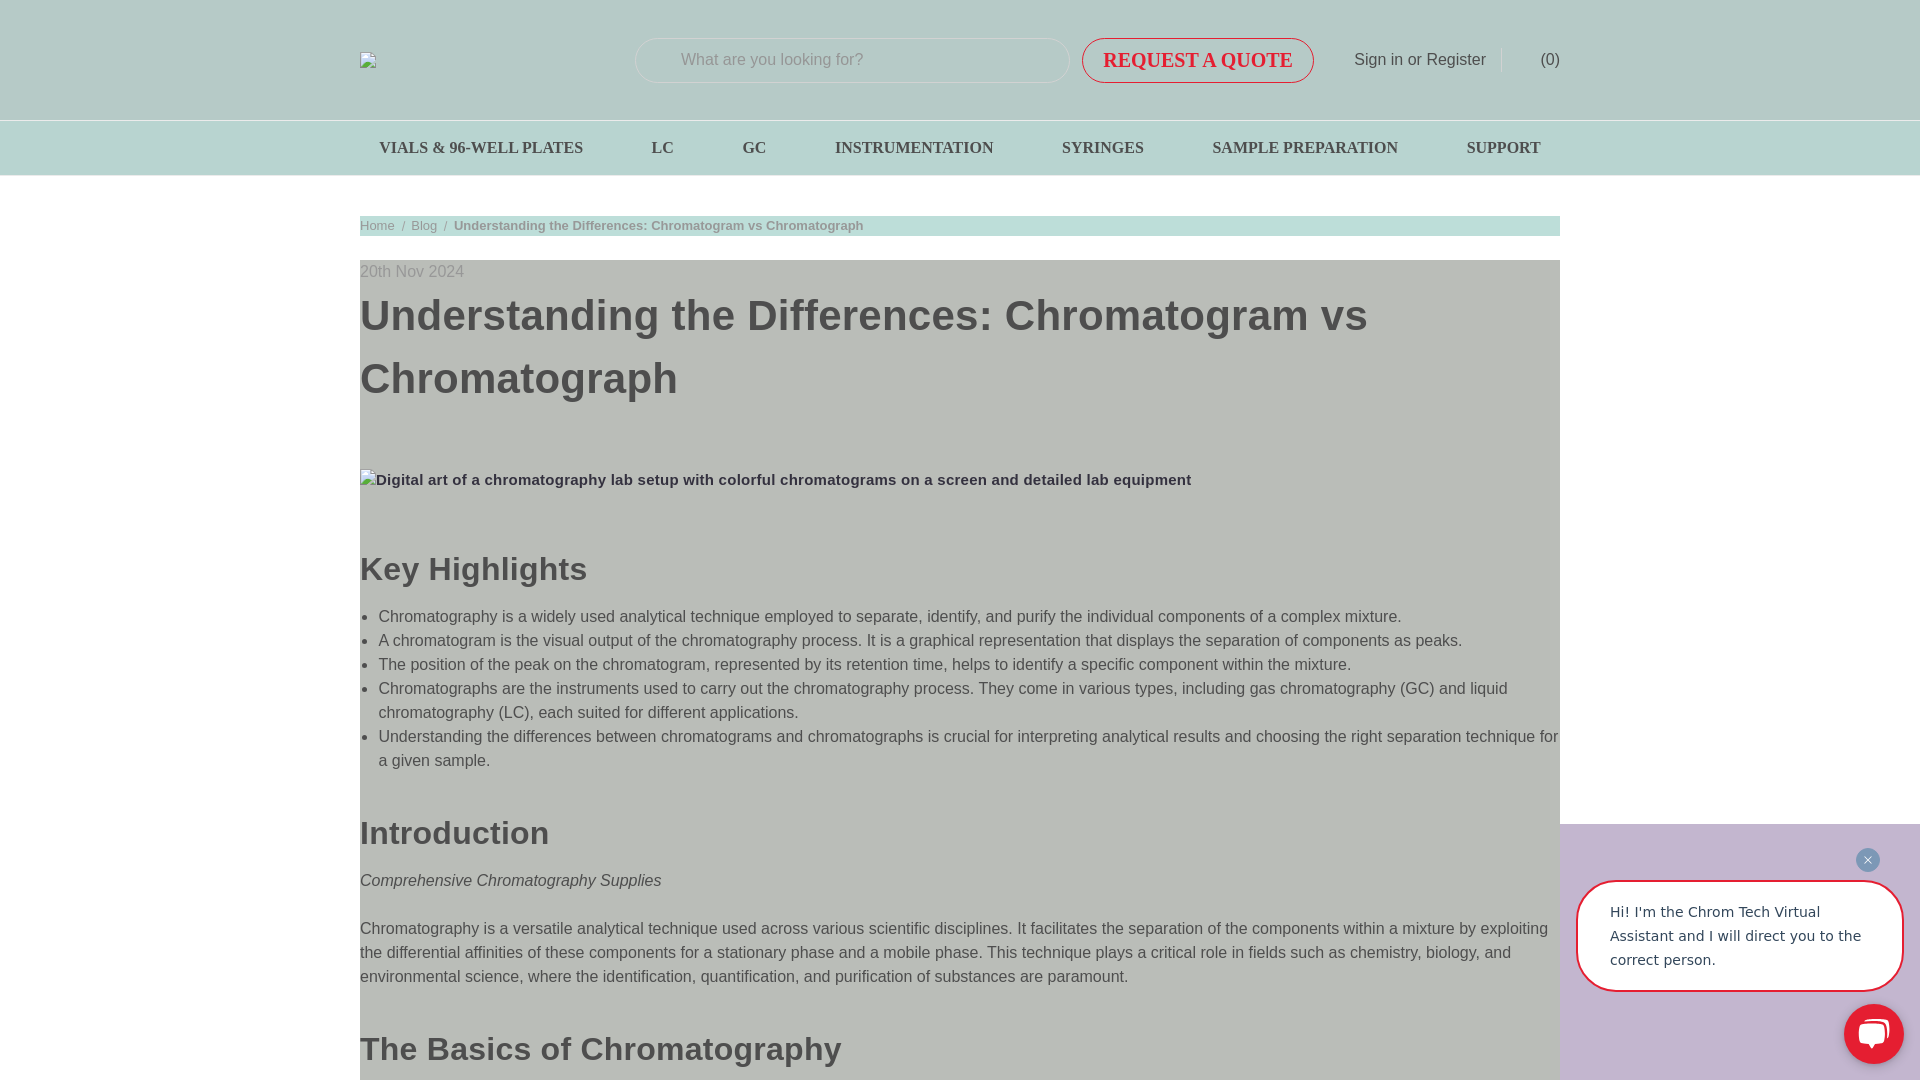 What are you looking for?
REQUEST A QUOTE
Sign in or Register
(0)
VIALS & 96-WELL PLATES LC GC INSTRUMENTATION SYRINGES SAMPLE PREPARATION SUPPORT
Home / Blog / Understanding the Differences: Chromatogram vs Chromatograph
20th Nov 2024
Understanding the Differences: Chromatogram vs
Chromatograph
Digital art of a chromatography lab setup with colorful chromatograms on a screen and detailed lab equipment
Key Highlights
• Chromatography is a widely used analytical technique employed to separate, identify, and purify the individual components of a complex mixture.
• A chromatogram is the visual output of the chromatography process. It is a graphical representation that displays the separation of components as peaks.
• The position of the peak on the chromatogram, represented by its retention time, helps to identify a specific component within the mixture.
• Chromatographs are the instruments used to carry out the chromatography process. They come in various types, including gas chromatography (GC) and liquid
chromatography (LC), each suited for different applications.
• Understanding the differences between chromatograms and chromatographs is crucial for interpreting analytical results and choosing the right separation technique for
a given sample.
Introduction
Comprehensive Chromatography Supplies
Chromatography is a versatile analytical technique used across various scientific disciplines. It facilitates the separation of the components within a mixture by exploiting
the differential affinities of these components for a stationary phase and a mobile phase. This technique plays a critical role in fields such as chemistry, biology, and
environmental science, where the identification, quantification, and purification of substances are paramount.
The Basics of Chromatography
Hi! I'm the Chrom Tech Virtual
Assistant and I will direct you to the
correct person.